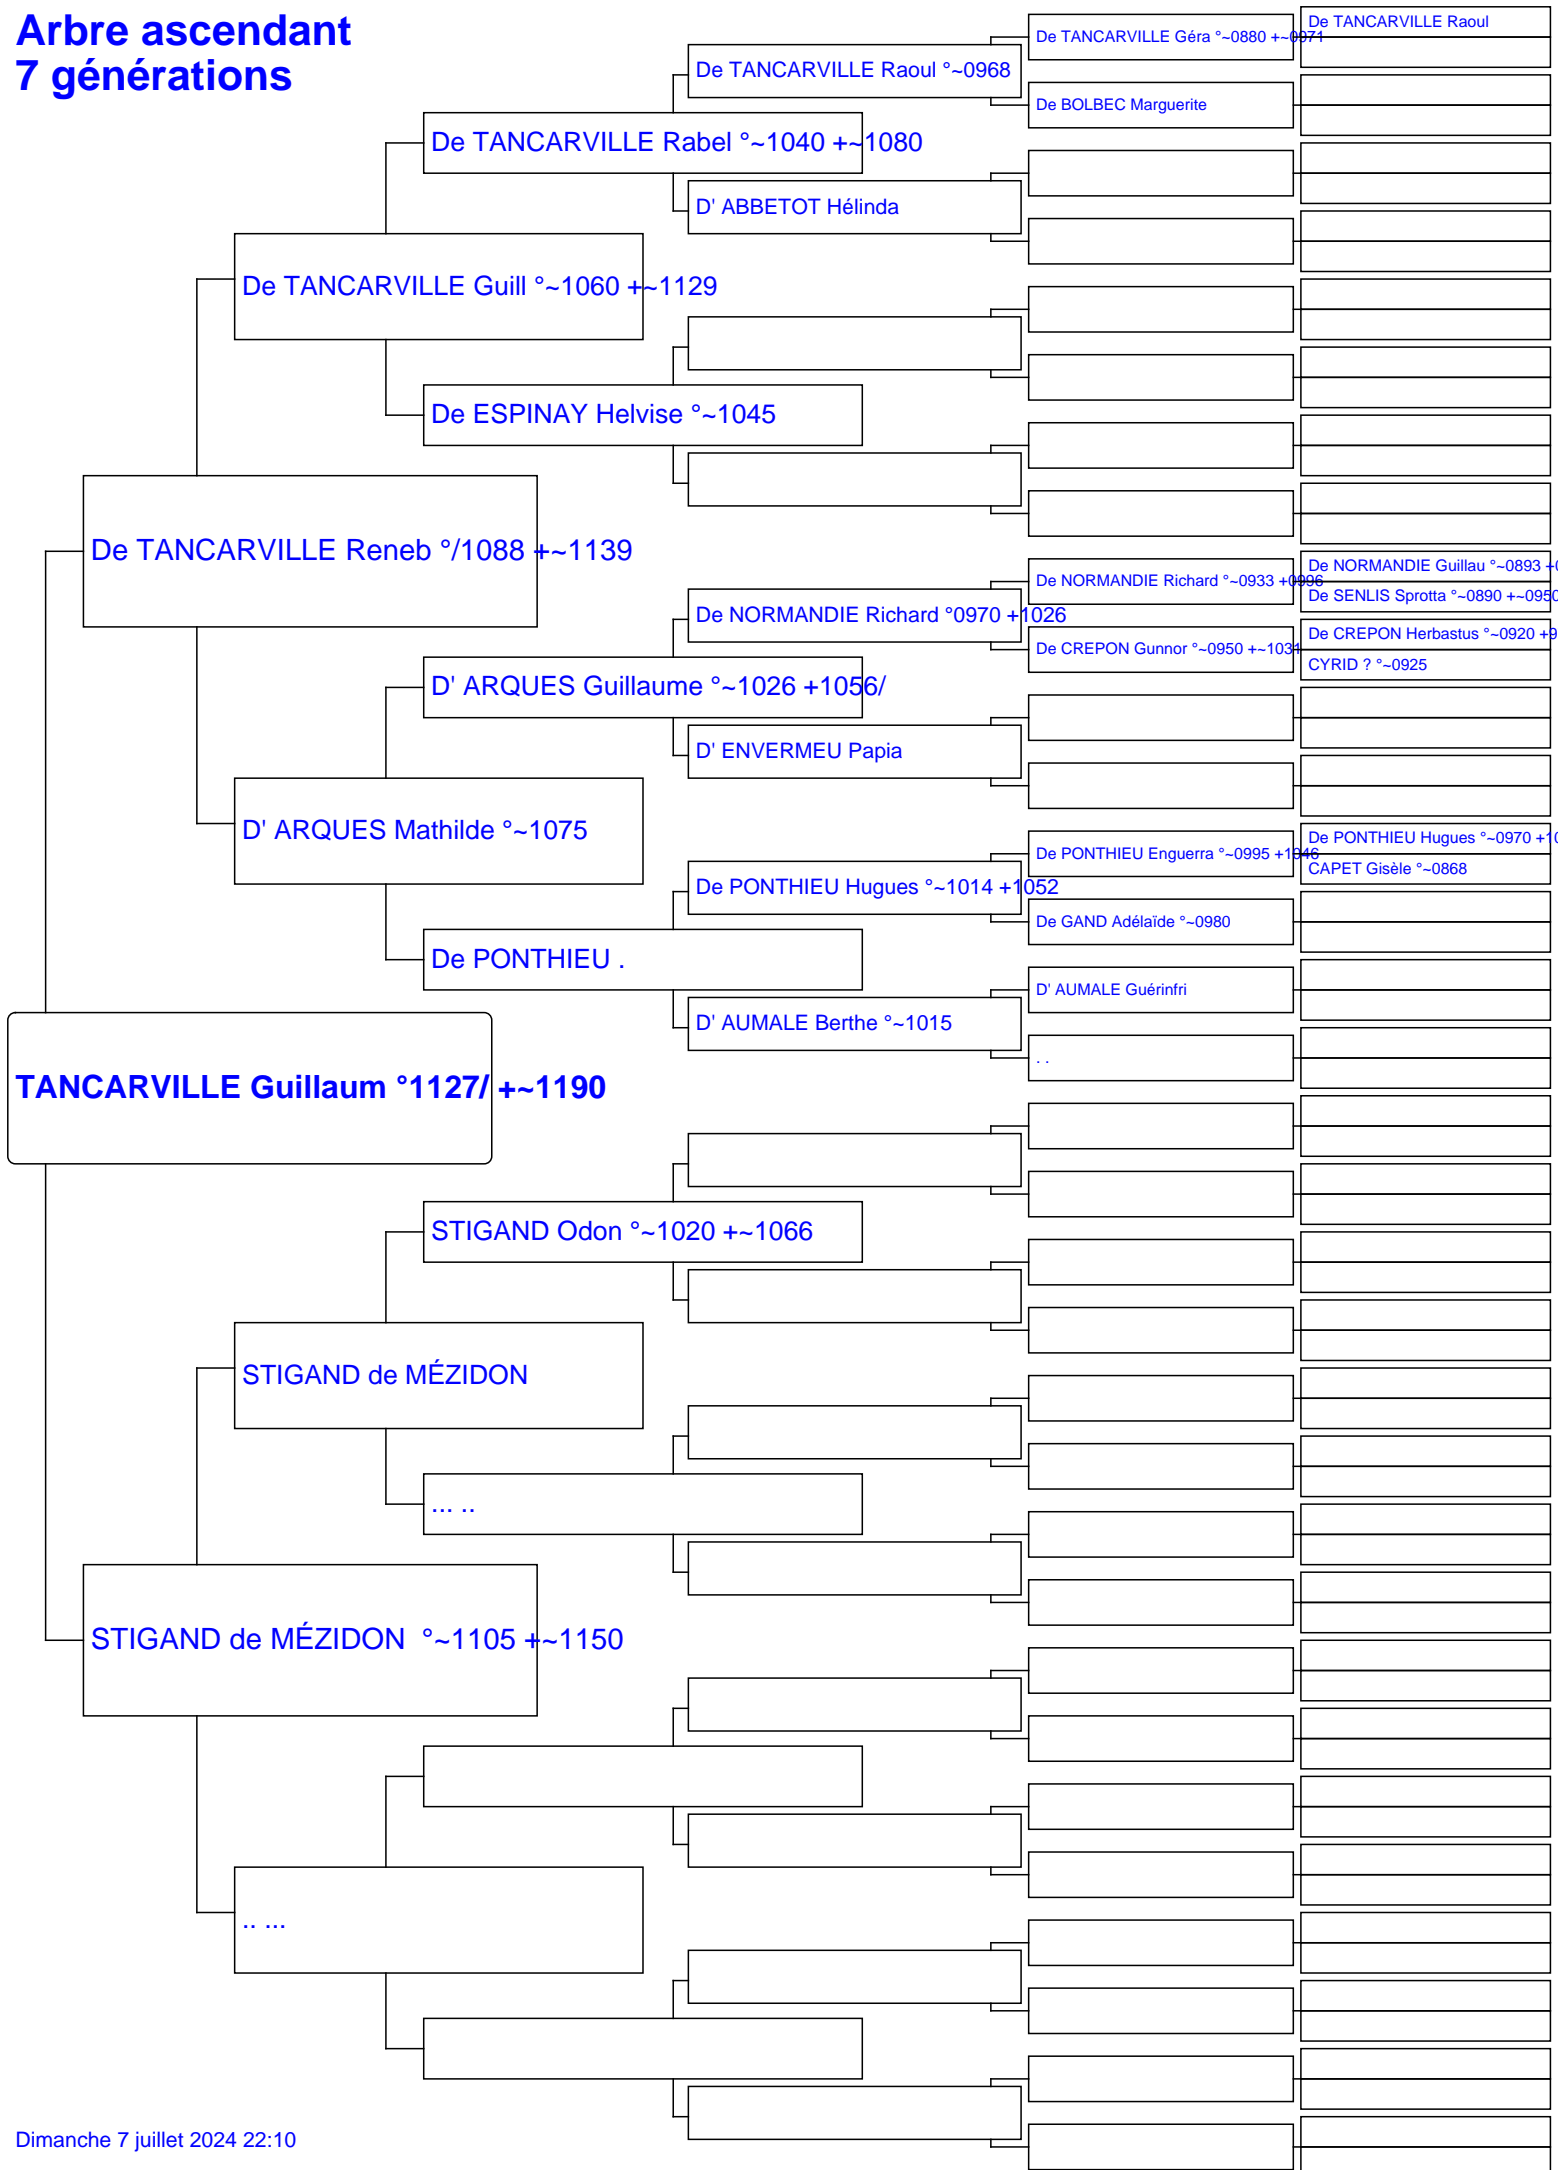 Arbre ascendant
7 générations
De TANCARVILLE Raoul
De TANCARVILLE Géra °~0880 +~0971
De TANCARVILLE Raoul °~0968
De BOLBEC Marguerite
De TANCARVILLE Rabel °~1040 +~1080
D' ABBETOT Hélinda
De TANCARVILLE Guill °~1060 +~1129
De ESPINAY Helvise °~1045
De TANCARVILLE Reneb °/1088 +~1139
De NORMANDIE Guillau °~0893 +0
De NORMANDIE Richard °~0933 +0996
De SENLIS Sprotta °~0890 +~0950
De NORMANDIE Richard °0970 +1026
De CREPON Herbastus °~0920 +9
De CREPON Gunnor °~0950 +~1031
CYRID ? °~0925
D' ARQUES Guillaume °~1026 +1056/
D' ENVERMEU Papia
D' ARQUES Mathilde °~1075
De PONTHIEU Hugues °~0970 +10
De PONTHIEU Enguerra °~0995 +1046
CAPET Gisèle °~0868
De PONTHIEU Hugues °~1014 +1052
De GAND Adélaïde °~0980
De PONTHIEU .
D' AUMALE Guérinfri
D' AUMALE Berthe °~1015
. .
TANCARVILLE Guillaum °1127/ +~1190
STIGAND Odon °~1020 +~1066
STIGAND de MÉZIDON
... ..
STIGAND de MÉZIDON °~1105 +~1150
.. ...
Dimanche 7 juillet 2024 22:10